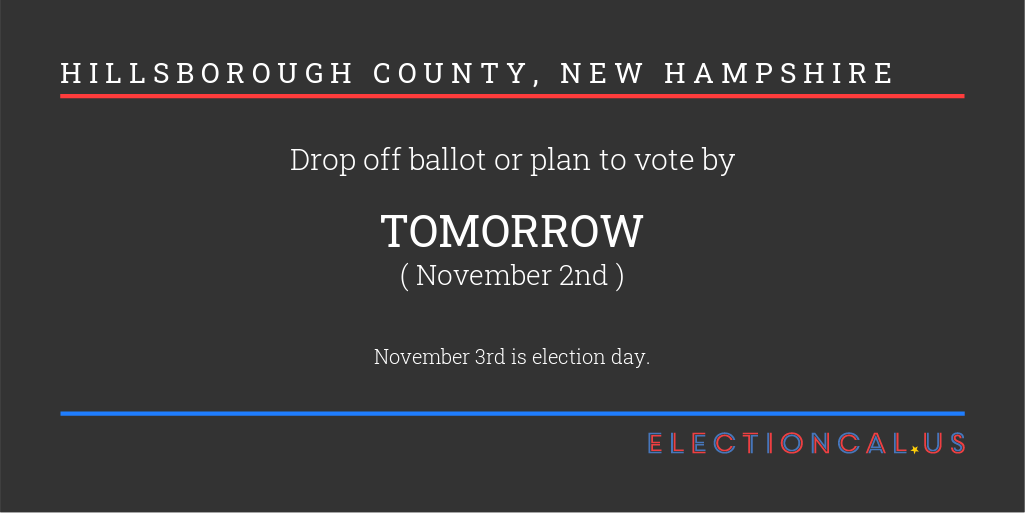 HILLSBOROUGH COUNTY, NEW HAMPSHIRE
Drop off ballot or plan to vote by
TOMORROW
( November 2nd )
November 3rd is election day.
ELECTIONCAL.US